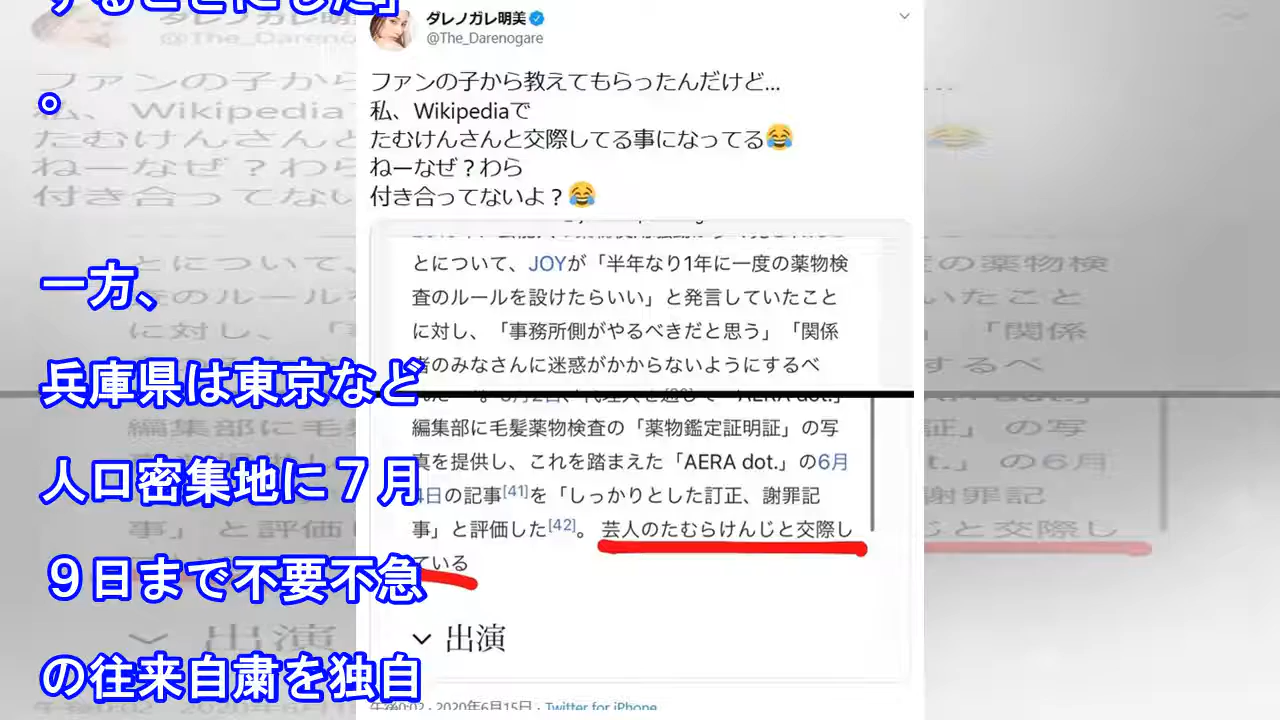 することにした」
。
一方、
兵庫県は東京など
人口密集地に７月
９日まで不要不急
の往来自粛を独自
ダレノガレ明美
@The_Darenogare
ファンの子から教えてもらったんだけど...
私、Wikipediaで
たむけんさんと交際してる事になってる😂
ねーなぜ？わら
付き合ってないよ？😂
とについて、JOYが「半年なり1年に一度の薬物検
査のルールを設けたらいい」と発言していたこと
に対し、「事務所側がやるべきだと思う」「関係
者のみなさんに迷惑がかからないようにするべ
編集部に毛髪薬物検査の「薬物鑑定証明証」の写
真を提供し、これを踏まえた「AERA dot.」の6月
4日の記事[41]を「しっかりとした訂正、謝罪記
事」と評価した[42]。芸人のたむらけんじと交際し
ている
出演
午後0:02 · 2020年6月15日 · Twitter for iPhone